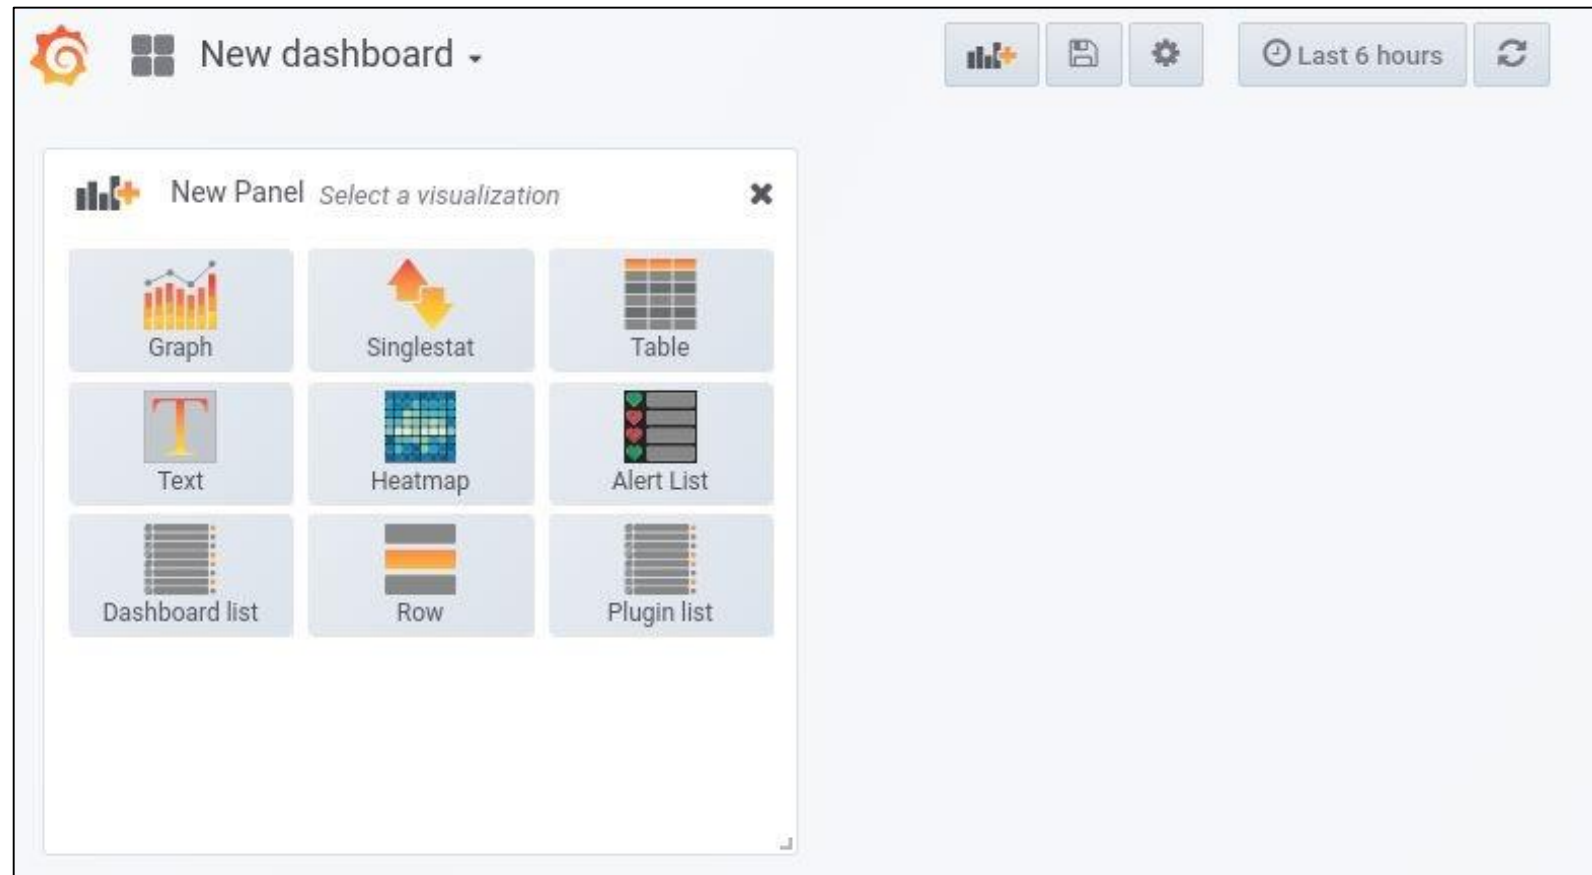 New dashboard
Last 6 hours
New Panel Select a visualization
Graph Singlestat Table
Text Heatmap Alert List
Dashboard list Row Plugin list